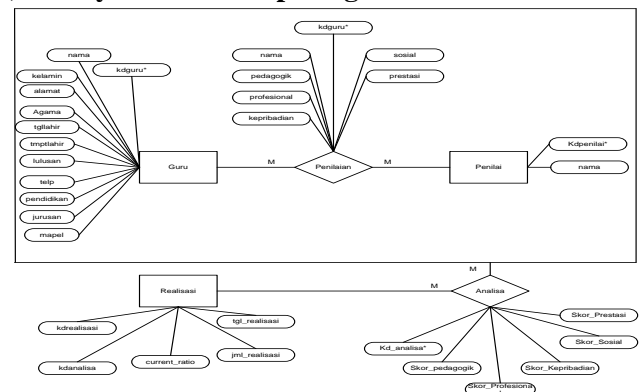 kdguru*
nama
sosial
nama
kdguru*
pedagogik
prestasi
kelamin
alamat
profesional
Agama
kepribadian
tgllahir
tmptlahir
Kdpenilai*
lulusan
Guru
M
Penilaian
M
Penilai
nama
telp
pendidikan
jurusan
mapel
M
Realisasi
M
Analisa
Skor_Prestasi
tgl_realisasi
kdrealisasi
Skor_Sosial
Kd_analisa*
kdanalisa
current_ratio
jml_realisasi
Skor_pedagogik
Skor_Kepribadian
Skor_Profesiona